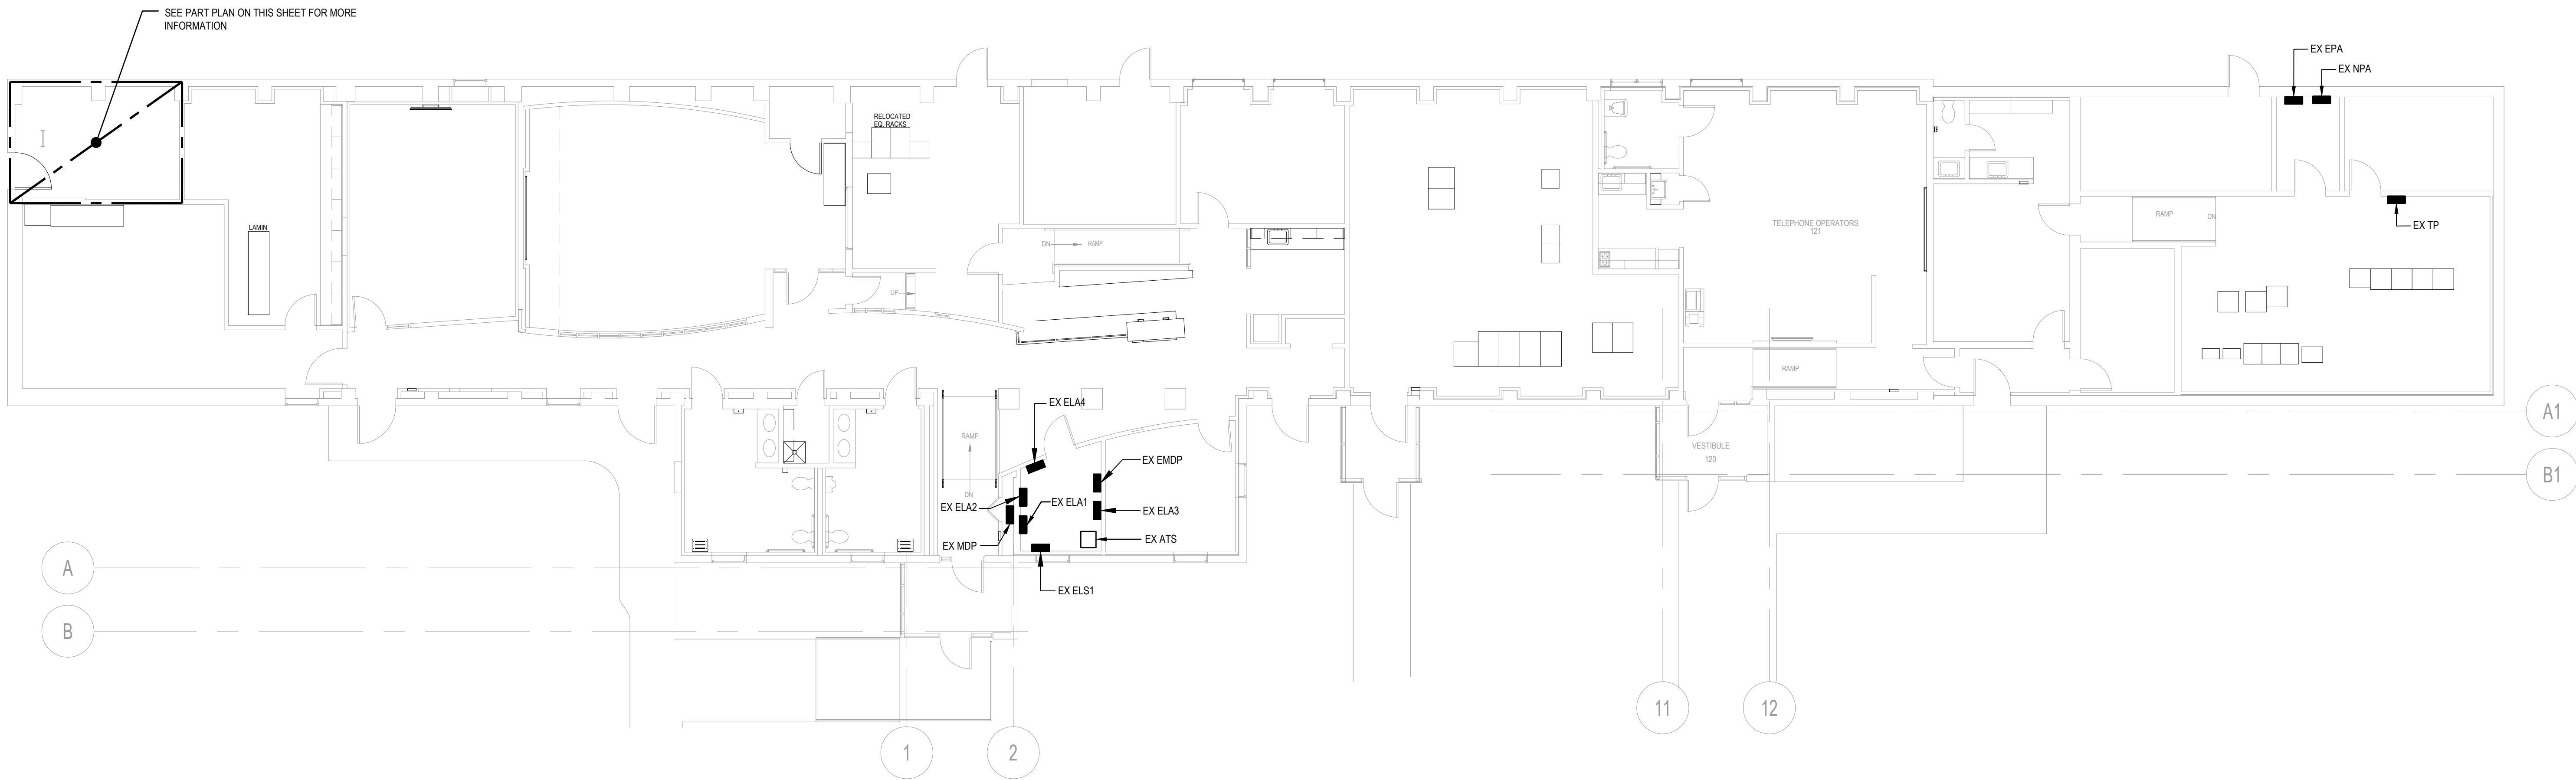 SEE PART PLAN ON THIS SHEET FOR MORE
INFORMATION
EX EPA
EX NPA
RELOCATED
EQ. RACKS
LAMIN
TELEPHONE OPERATORS
121
RAMP
DN
EX TP
DN
RAMP
UP
RAMP
EX ELA4
A1
RAMP
VESTIBULE
120
EX EMDP
B1
DN
EX ELA2
EX ELA1
EX ELA3
EX MDP
EX ATS
A
EX ELS1
B
11
12
1
2